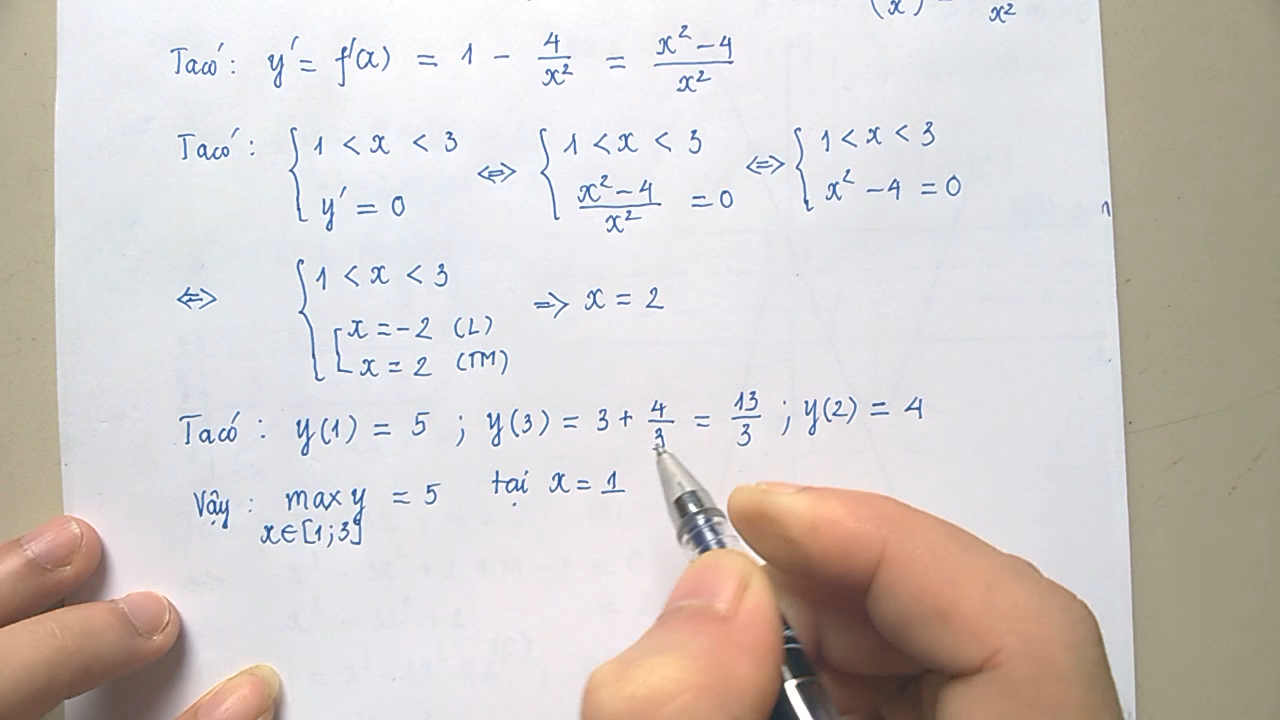 (x) x²
Ta có: y' = f'(x) = 1 - 4/x² = x²-4/x²
Ta có: { 1 < x < 3 y' = 0 ⇔ { 1 < x < 3 x²-4/x² = 0 ⇔ { 1 < x < 3 x² - 4 = 0
⇔ { 1 < x < 3 [ x = -2 (L) x = 2 (TM) => x = 2
Ta có: y(1) = 5 ; y(3) = 3 + 4/3 = 13/3 ; y(2) = 4
Vậy: max y = 5 tại x = 1
x∈[1;3]